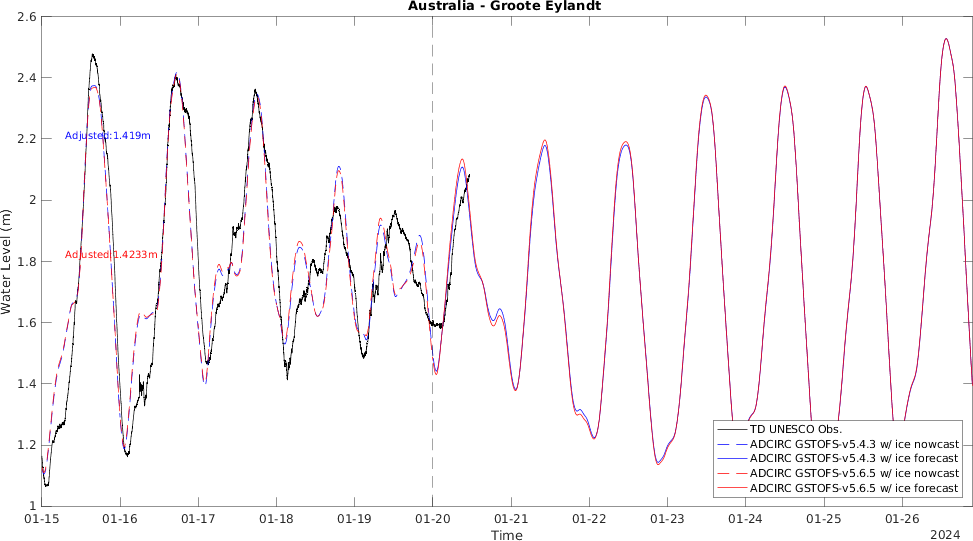 Australia - Groote Eylandt
2.6
2.4
2.2
2
1.8
1.6
1.4
1.2
1
Water Level (m)
Adjusted:1.419m
Adjusted:1.4233m
TD UNESCO Obs.
ADCIRC GSTOFS-v5.4.3 w/ ice nowcast
ADCIRC GSTOFS-v5.4.3 w/ ice forecast
ADCIRC GSTOFS-v5.6.5 w/ ice nowcast
ADCIRC GSTOFS-v5.6.5 w/ ice forecast
01-15 01-16 01-17 01-18 01-19 01-20 01-21 01-22 01-23 01-24 01-25 01-26
Time
2024